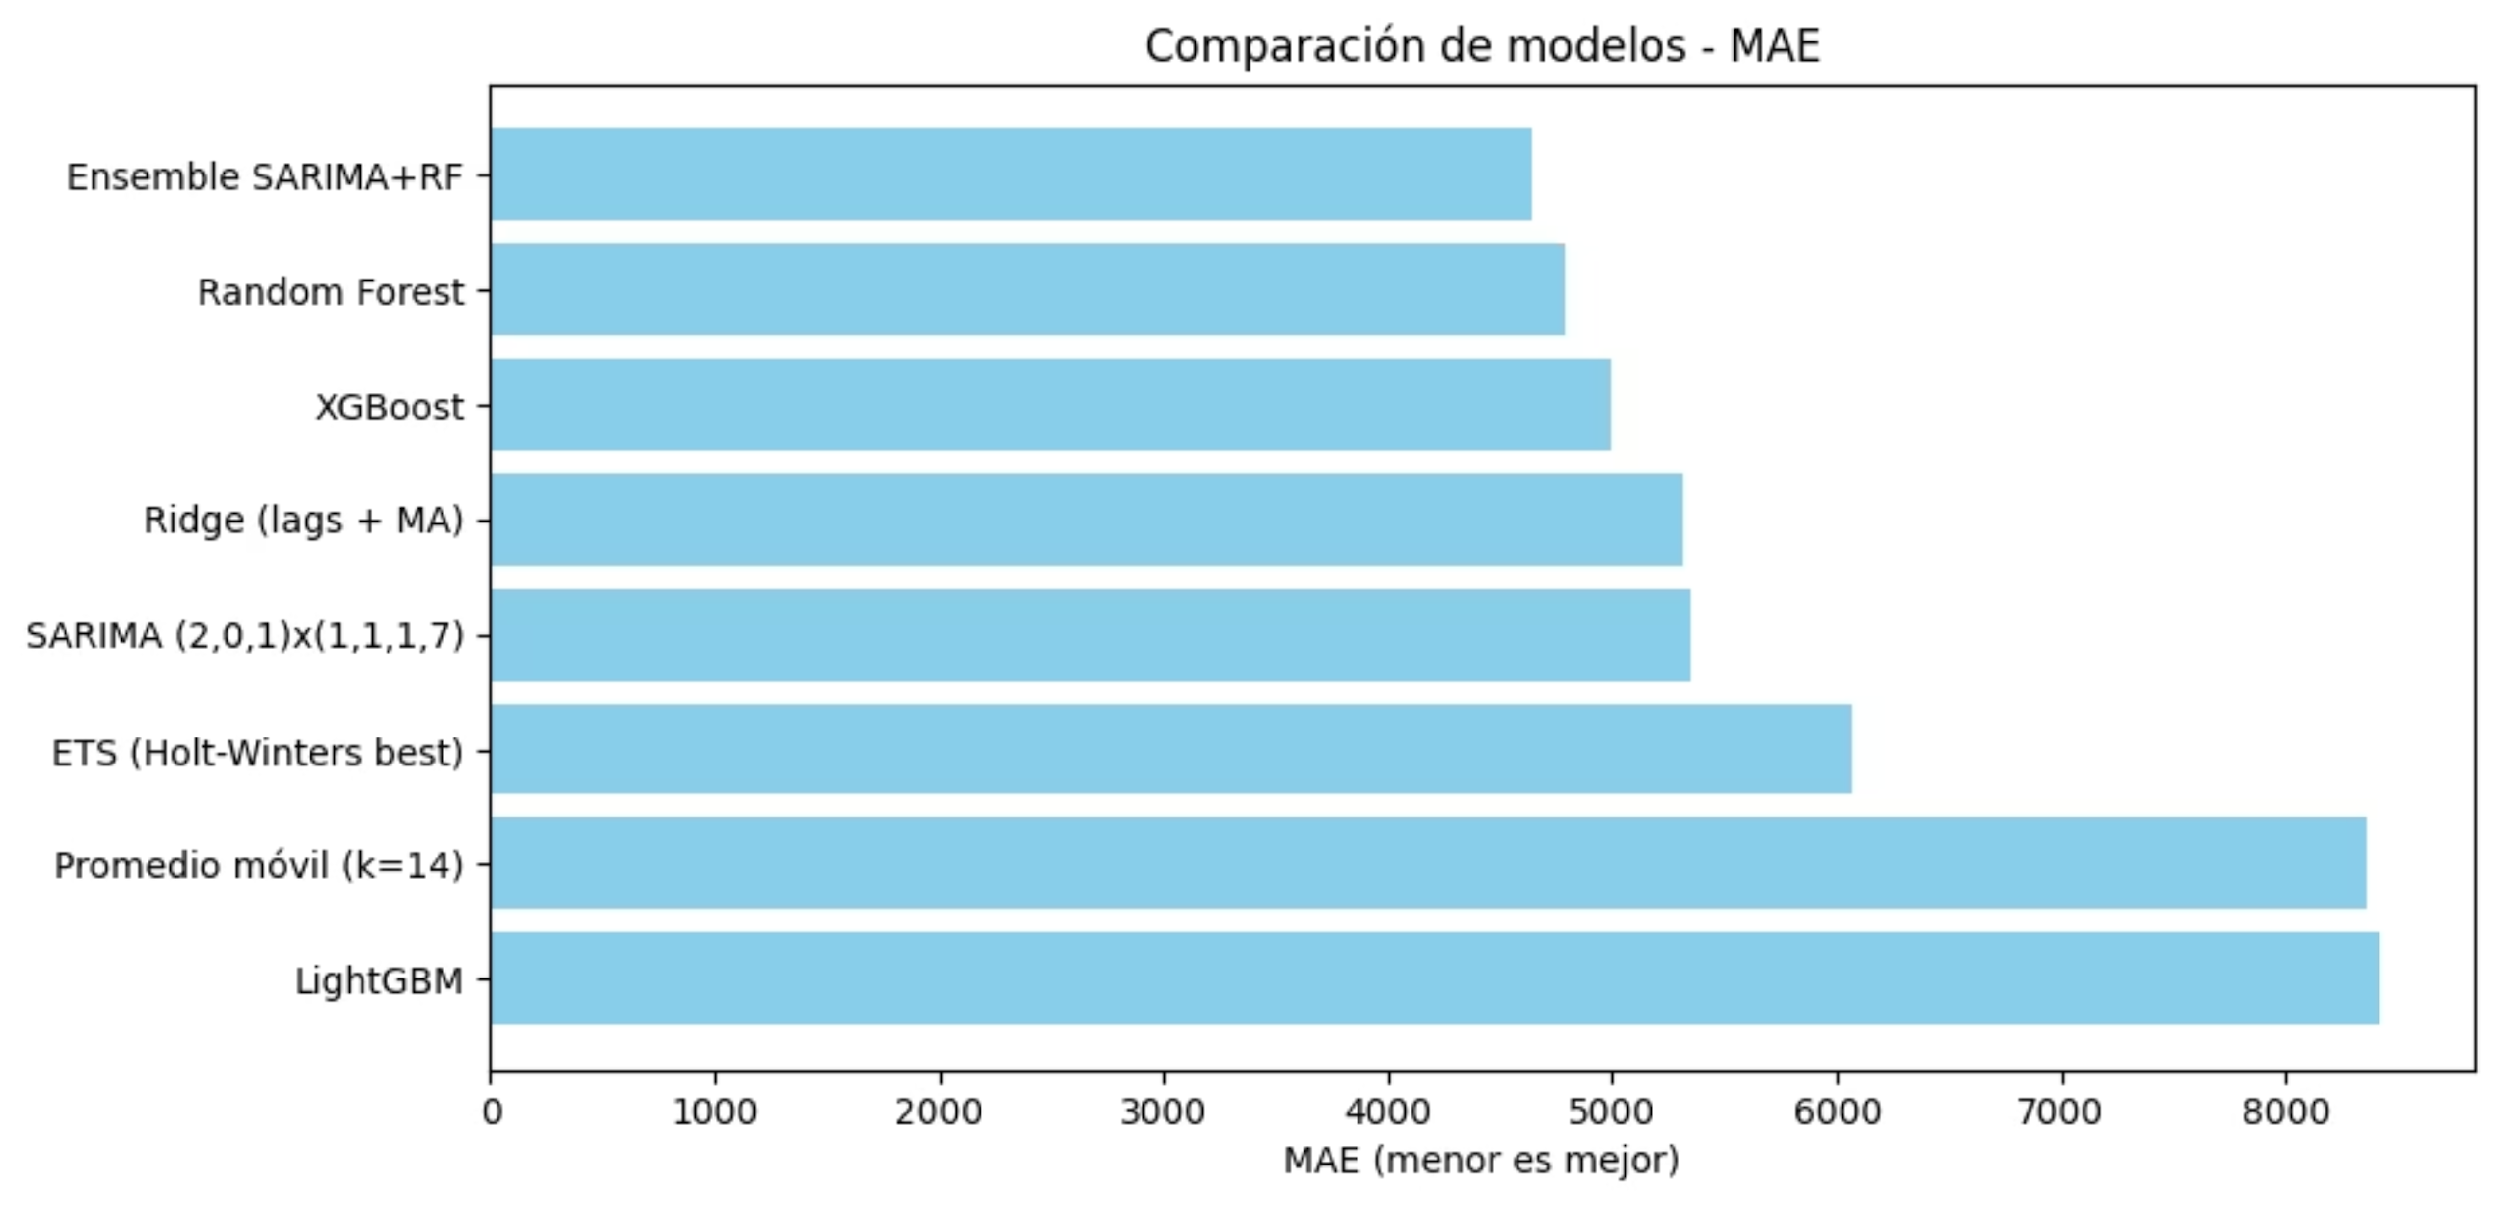 Comparación de modelos - MAE
Ensemble SARIMA+RF
Random Forest
XGBoost
Ridge (lags + MA)
SARIMA (2,0,1)x(1,1,1,7)
ETS (Holt-Winters best)
Promedio móvil (k=14)
LightGBM
0 1000 2000 3000 4000 5000 6000 7000 8000
MAE (menor es mejor)